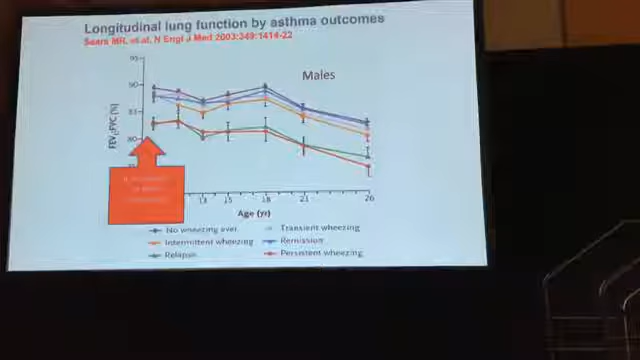 Longitudinal lung function by asthma outcomes
Sears MR, et al, N Engl J Med 2003;349:1414-22
Males
95
90
85
80
FEV₁:FVC (%)
13 15 18 21 26
Age (yr)
No wheezing ever
Transient wheezing
Intermittent wheezing
Remission
Relapse
Persistent wheezing